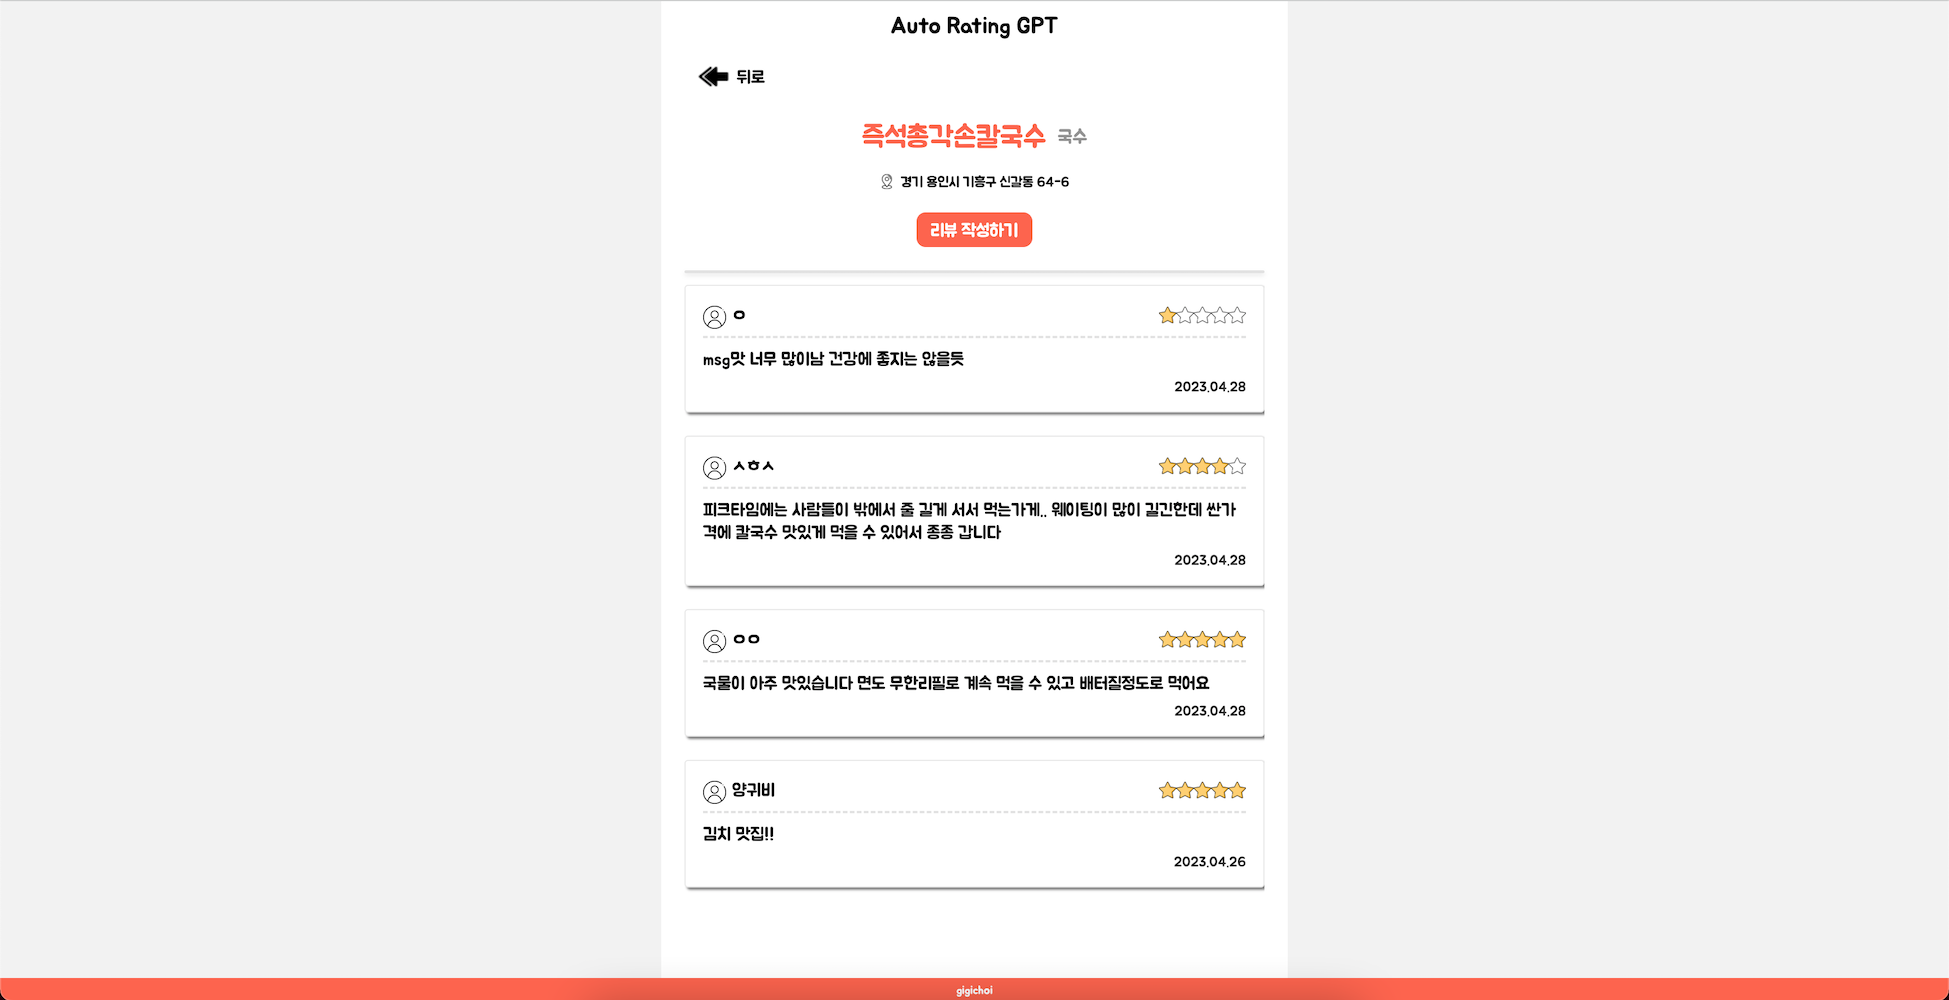 Auto Rating GPT
뒤로
즉석총각손칼국수 국수
경기 용인시 기흥구 신갈동 64-6
리뷰 작성하기
ㅇ
msg맛 너무 많이남 건강에 좋지는 않을듯
2023.04.28
ㅅㅎㅅ
피크타임에는 사람들이 밖에서 줄 길게 서서 먹는가게.. 웨이팅이 많이 길긴한데 싼가
격에 칼국수 맛있게 먹을 수 있어서 종종 갑니다
2023.04.28
ㅇㅇ
국물이 아주 맛있습니다 면도 무한리필로 계속 먹을 수 있고 배터질정도로 먹어요
2023.04.28
양귀비
김치 맛집!!
2023.04.26
gigichoi